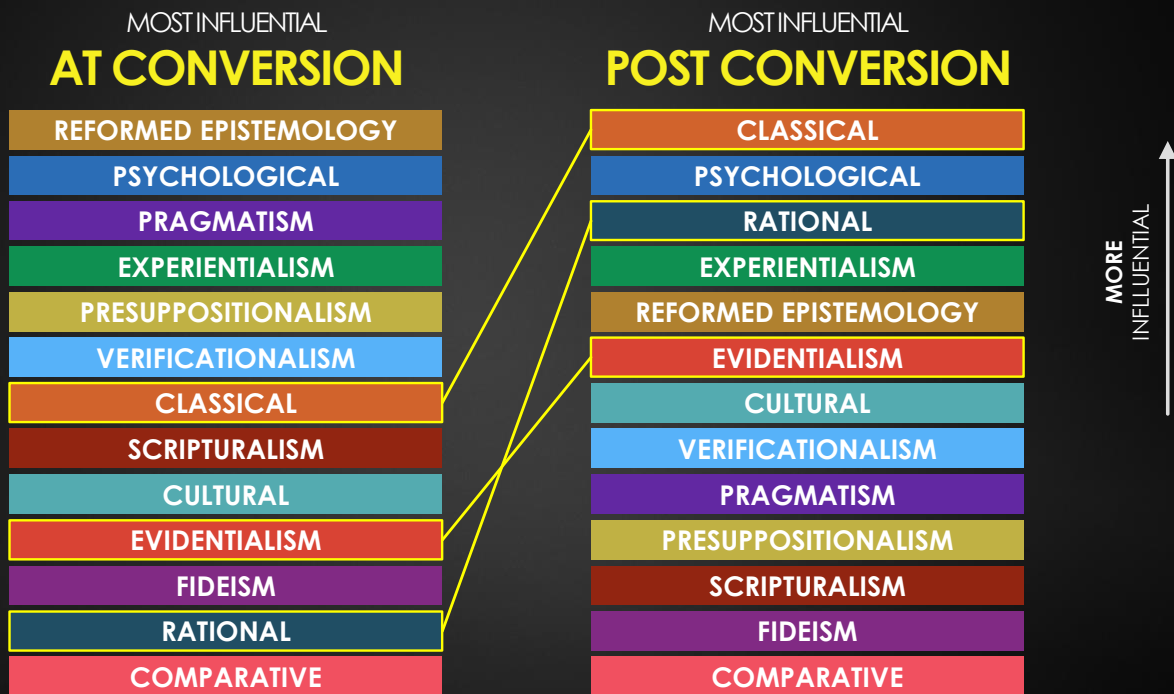 MOST INFLUENTIAL
AT CONVERSION
REFORMED EPISTEMOLOGY
PSYCHOLOGICAL
PRAGMATISM
EXPERIENTIALISM
PRESUPPOSITIONALISM
VERIFICATIONALISM
CLASSICAL
SCRIPTURALISM
CULTURAL
EVIDENTIALISM
FIDEISM
RATIONAL
COMPARATIVE
MOST INFLUENTIAL
POST CONVERSION
CLASSICAL
PSYCHOLOGICAL
RATIONAL
EXPERIENTIALISM
REFORMED EPISTEMOLOGY
EVIDENTIALISM
CULTURAL
VERIFICATIONALISM
PRAGMATISM
PRESUPPOSITIONALISM
SCRIPTURALISM
FIDEISM
COMPARATIVE
MORE
INFLLUENTIAL